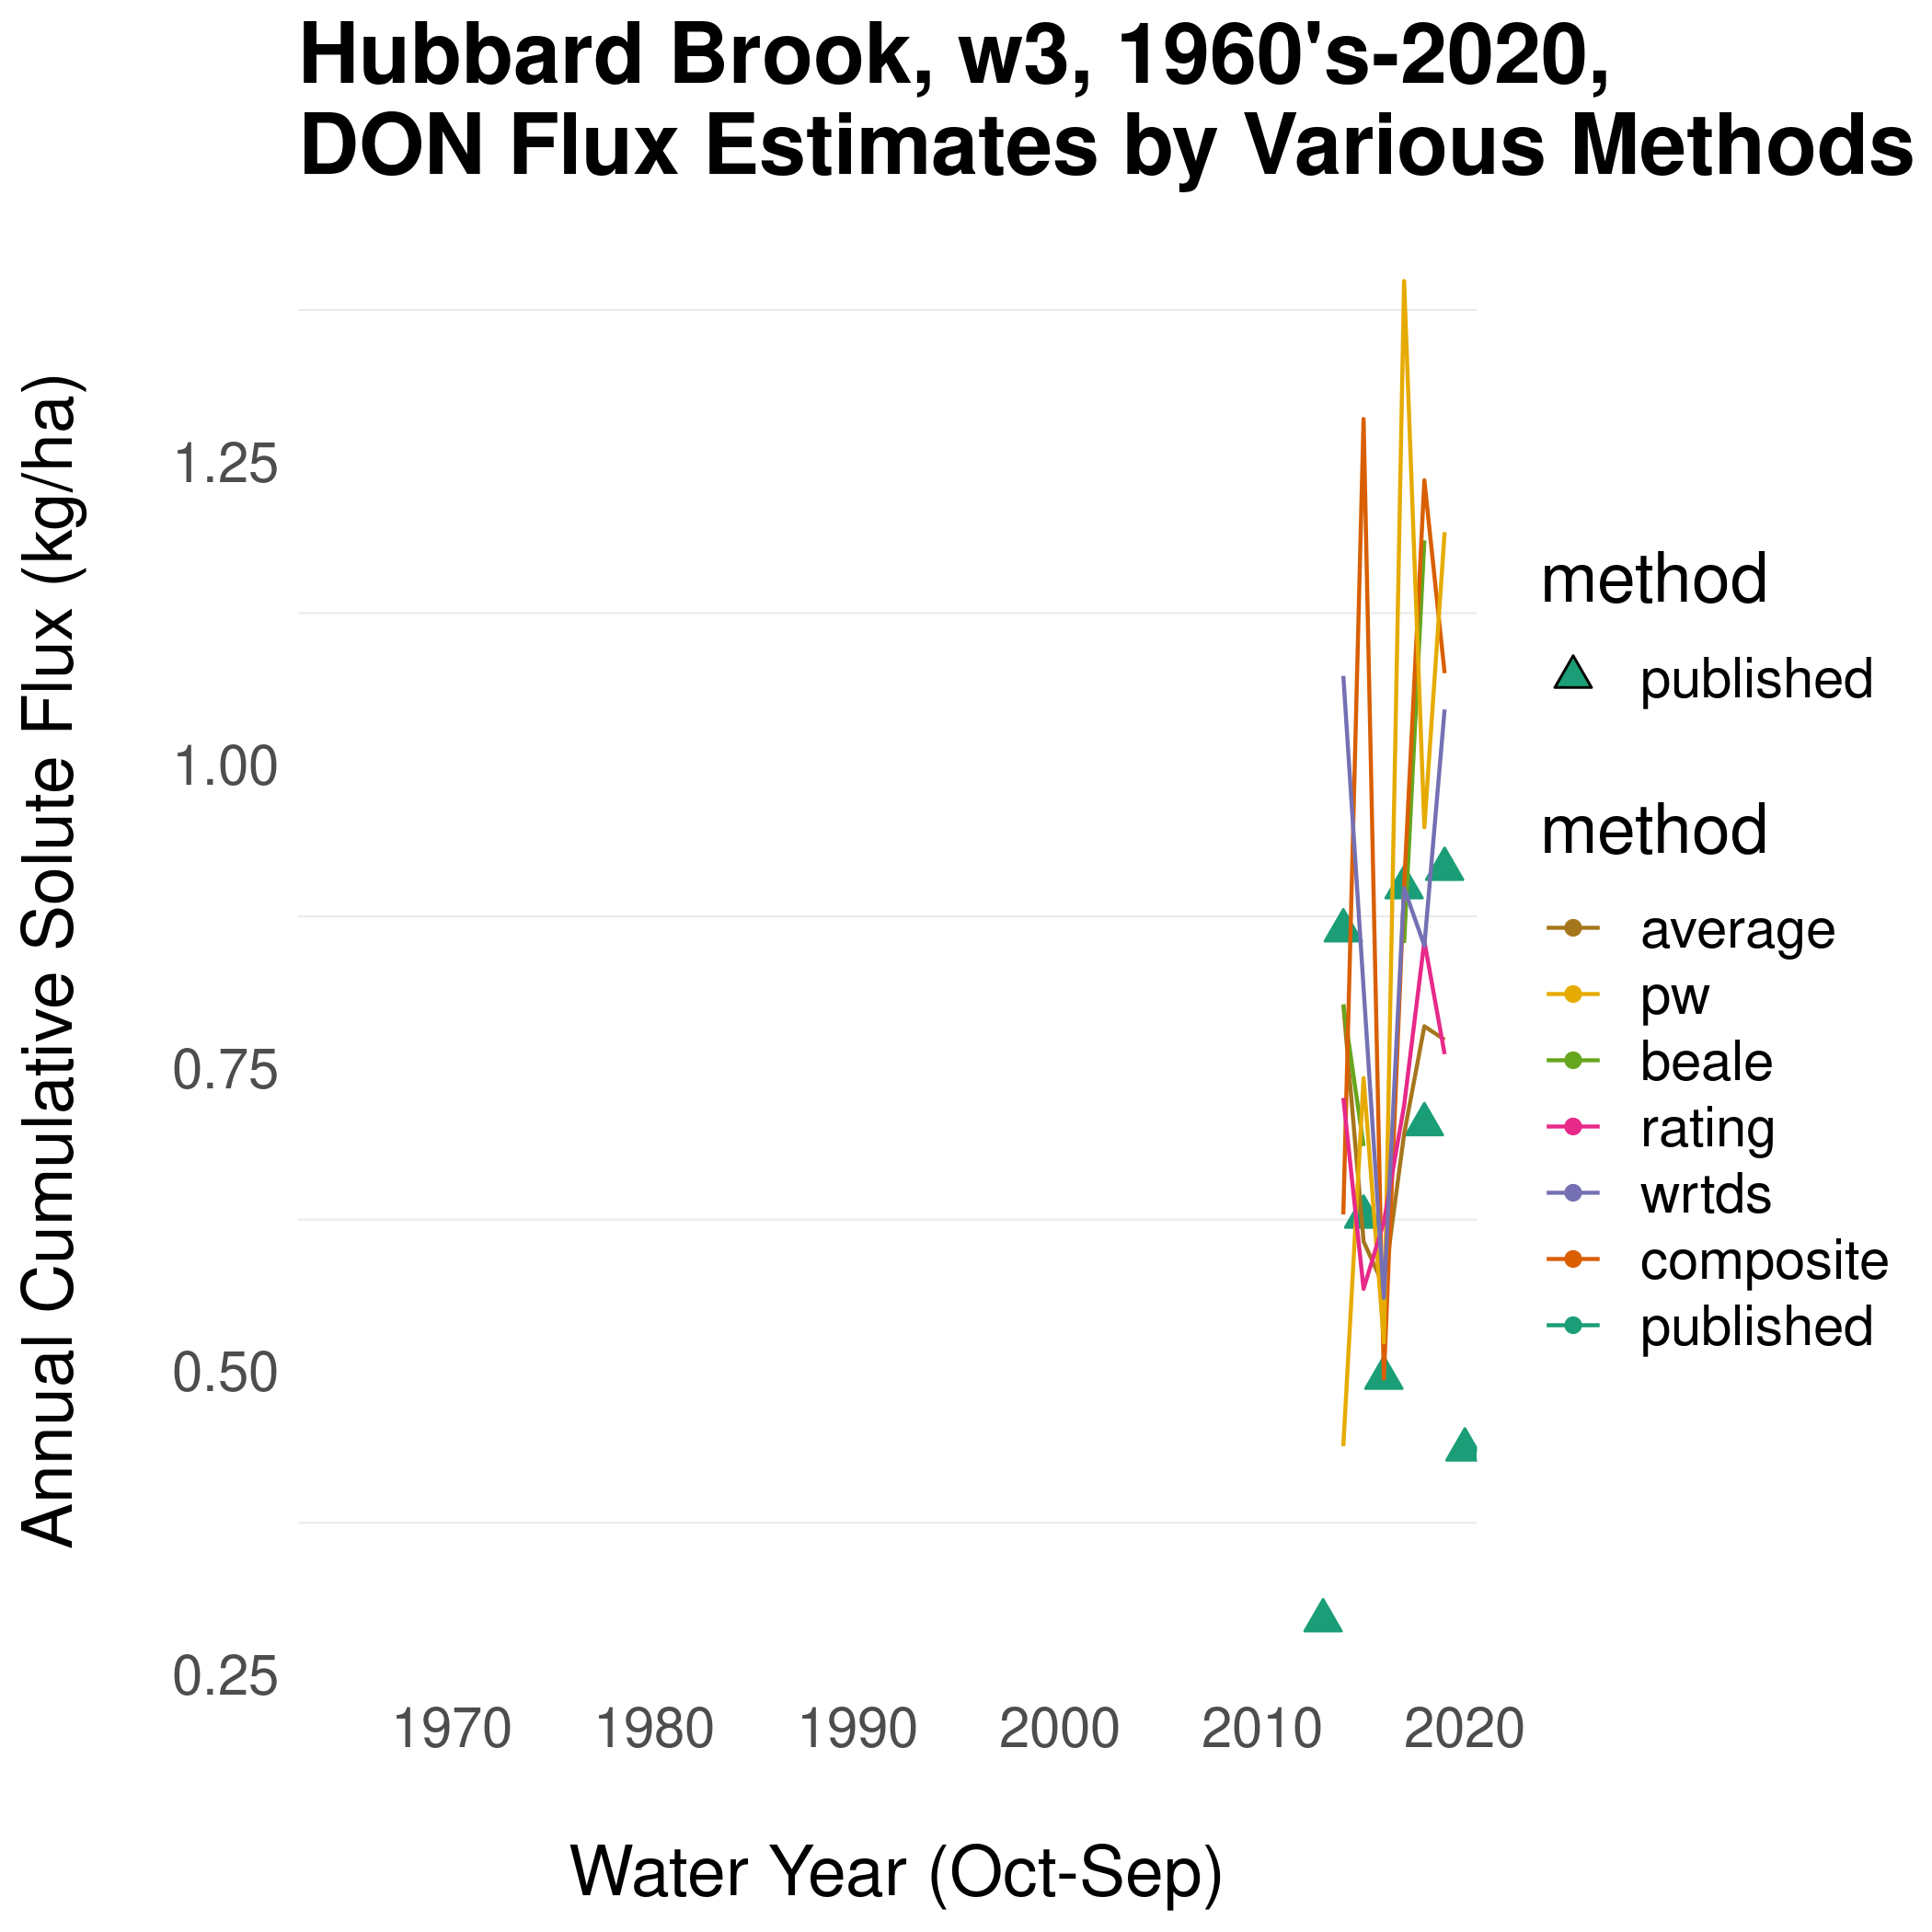 Hubbard Brook, w3, 1960's-2020,
DON Flux Estimates by Various Methods
Annual Cumulative Solute Flux (kg/ha)
1.25
1.00
0.75
0.50
0.25
1970 1980 1990 2000 2010 2020
Water Year (Oct-Sep)
method
published
method
average
pw
beale
rating
wrtds
composite
published